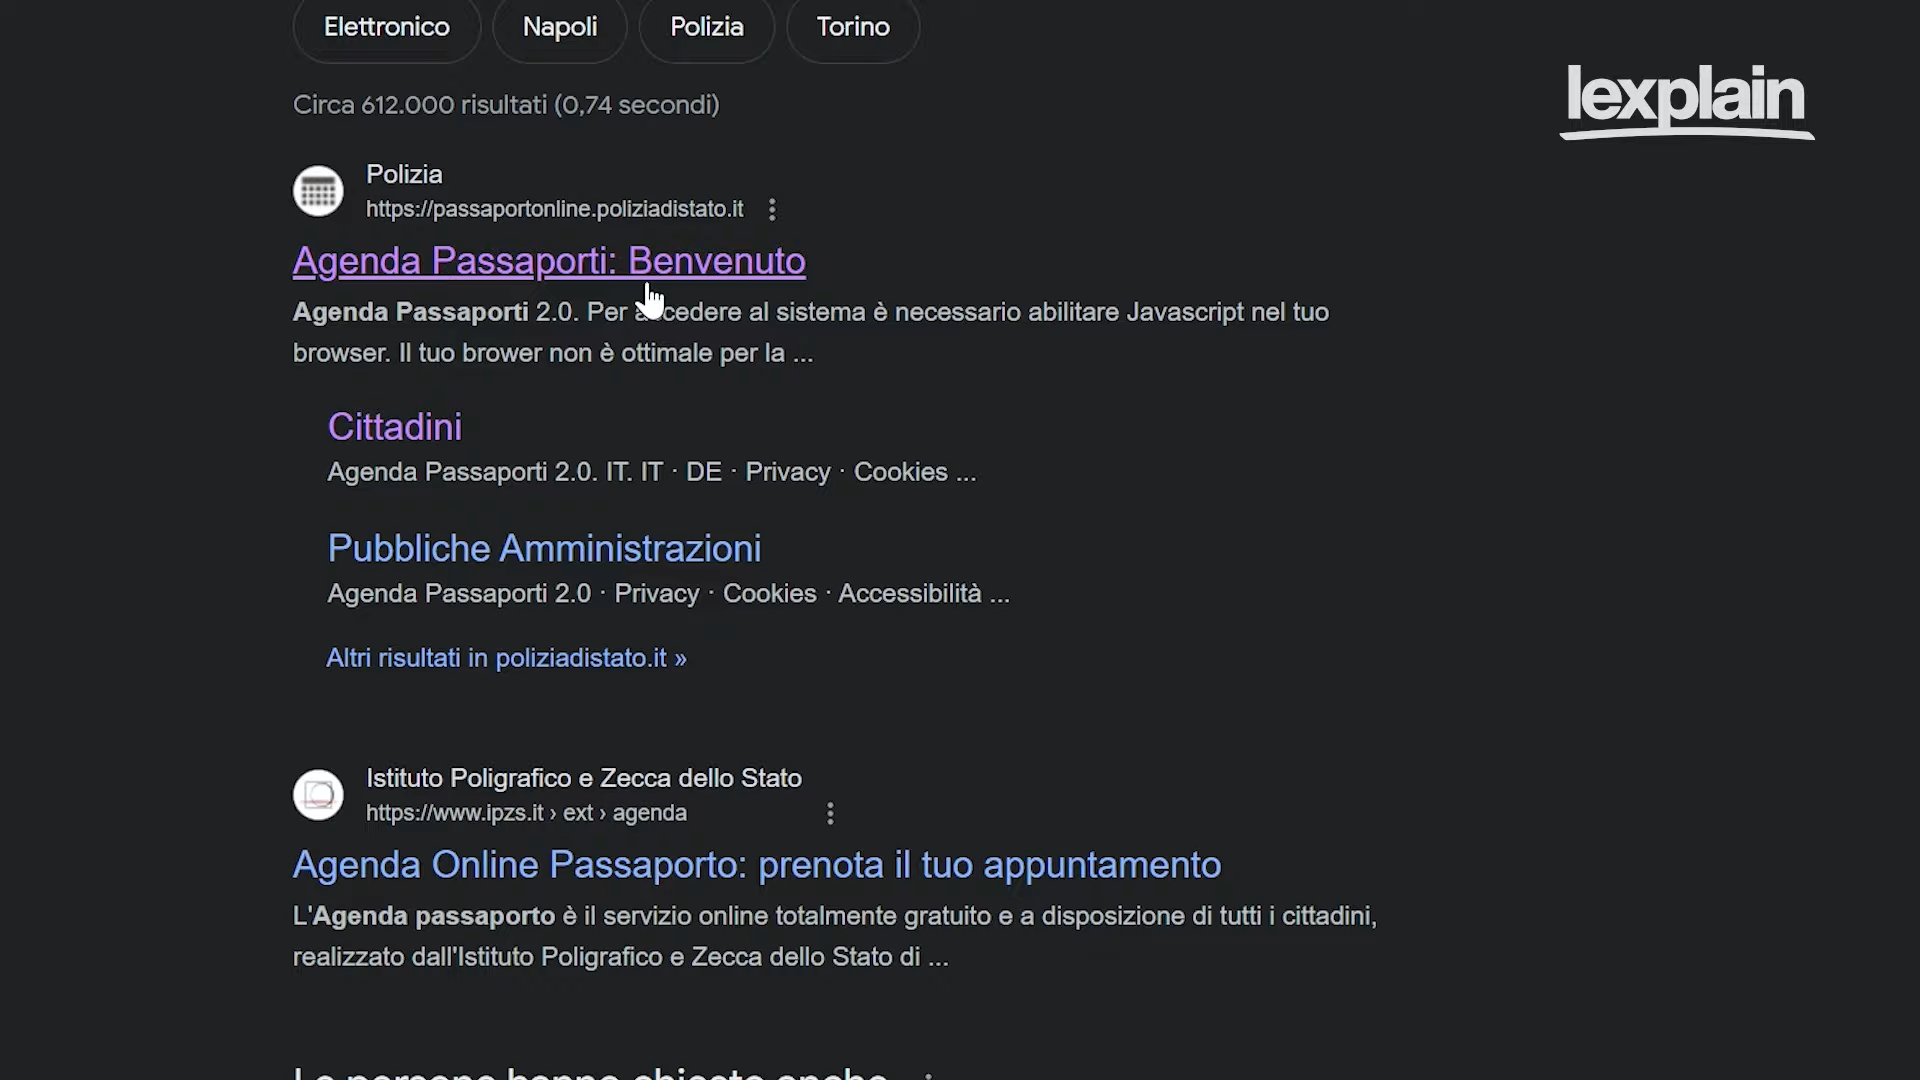 Elettronico
Napoli
Polizia
Torino
lexplain
Circa 612.000 risultati (0,74 secondi)
Polizia
https://passaportonline.poliziadistato.it
Agenda Passaporti: Benvenuto
Agenda Passaporti 2.0. Per accedere al sistema è necessario abilitare Javascript nel tuo
browser. Il tuo brower non è ottimale per la ...
Cittadini
Agenda Passaporti 2.0. IT. IT · DE · Privacy · Cookies ...
Pubbliche Amministrazioni
Agenda Passaporti 2.0 · Privacy · Cookies · Accessibilità ...
Altri risultati in poliziadistato.it »
Istituto Poligrafico e Zecca dello Stato
https://www.ipzs.it › ext › agenda
Agenda Online Passaporto: prenota il tuo appuntamento
L'Agenda passaporto è il servizio online totalmente gratuito e a disposizione di tutti i cittadini,
realizzato dall'Istituto Poligrafico e Zecca dello Stato di ...
Le persone hanno chiesto anche